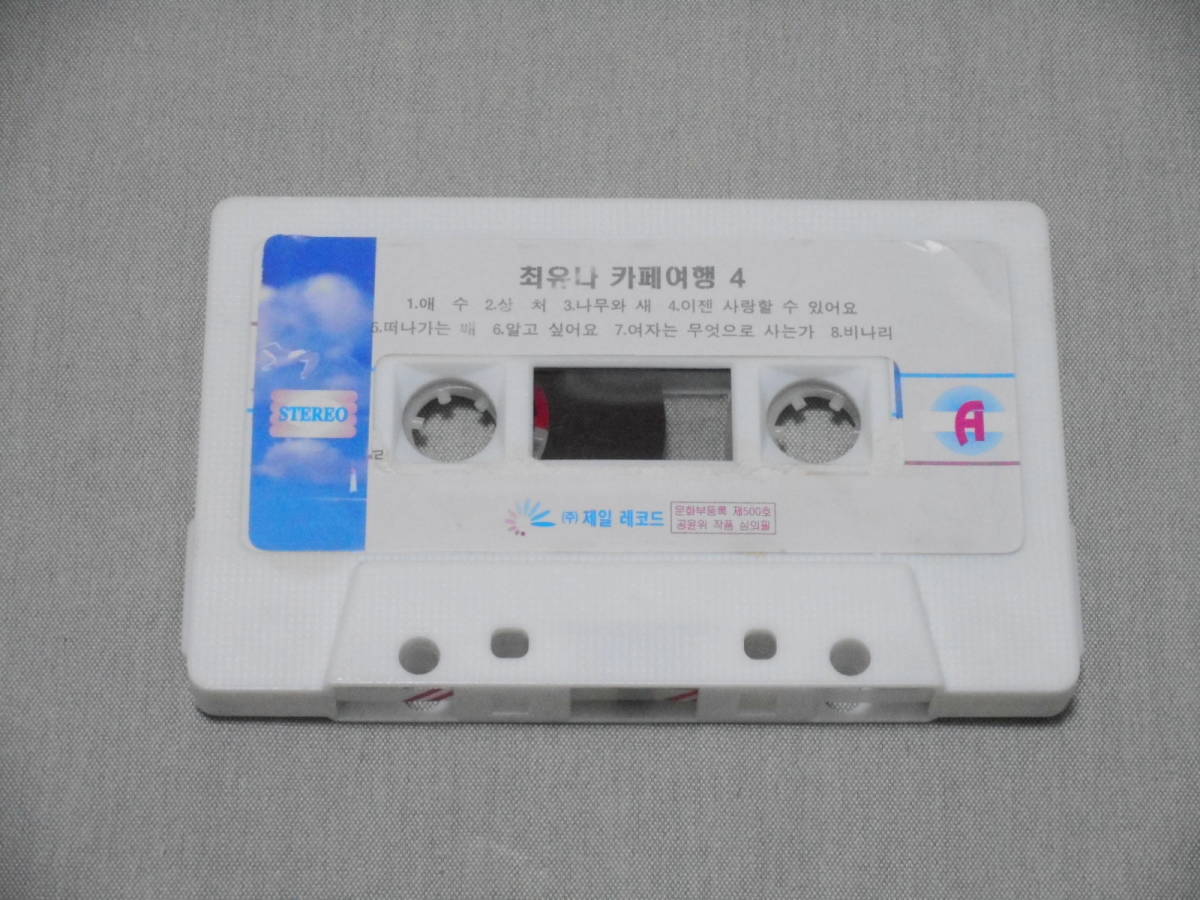 최유나 카페여행 4
1.애 수 2.상 처 3.나무와 새 4.이젠 사랑할 수 있어요
5.떠나가는 배 6.알고 싶어요 7.여자는 무엇으로 사는가 8.비나리
STEREO
A
(주) 제일 레코드
문화부등록 제500호
공윤위 작품 심의필